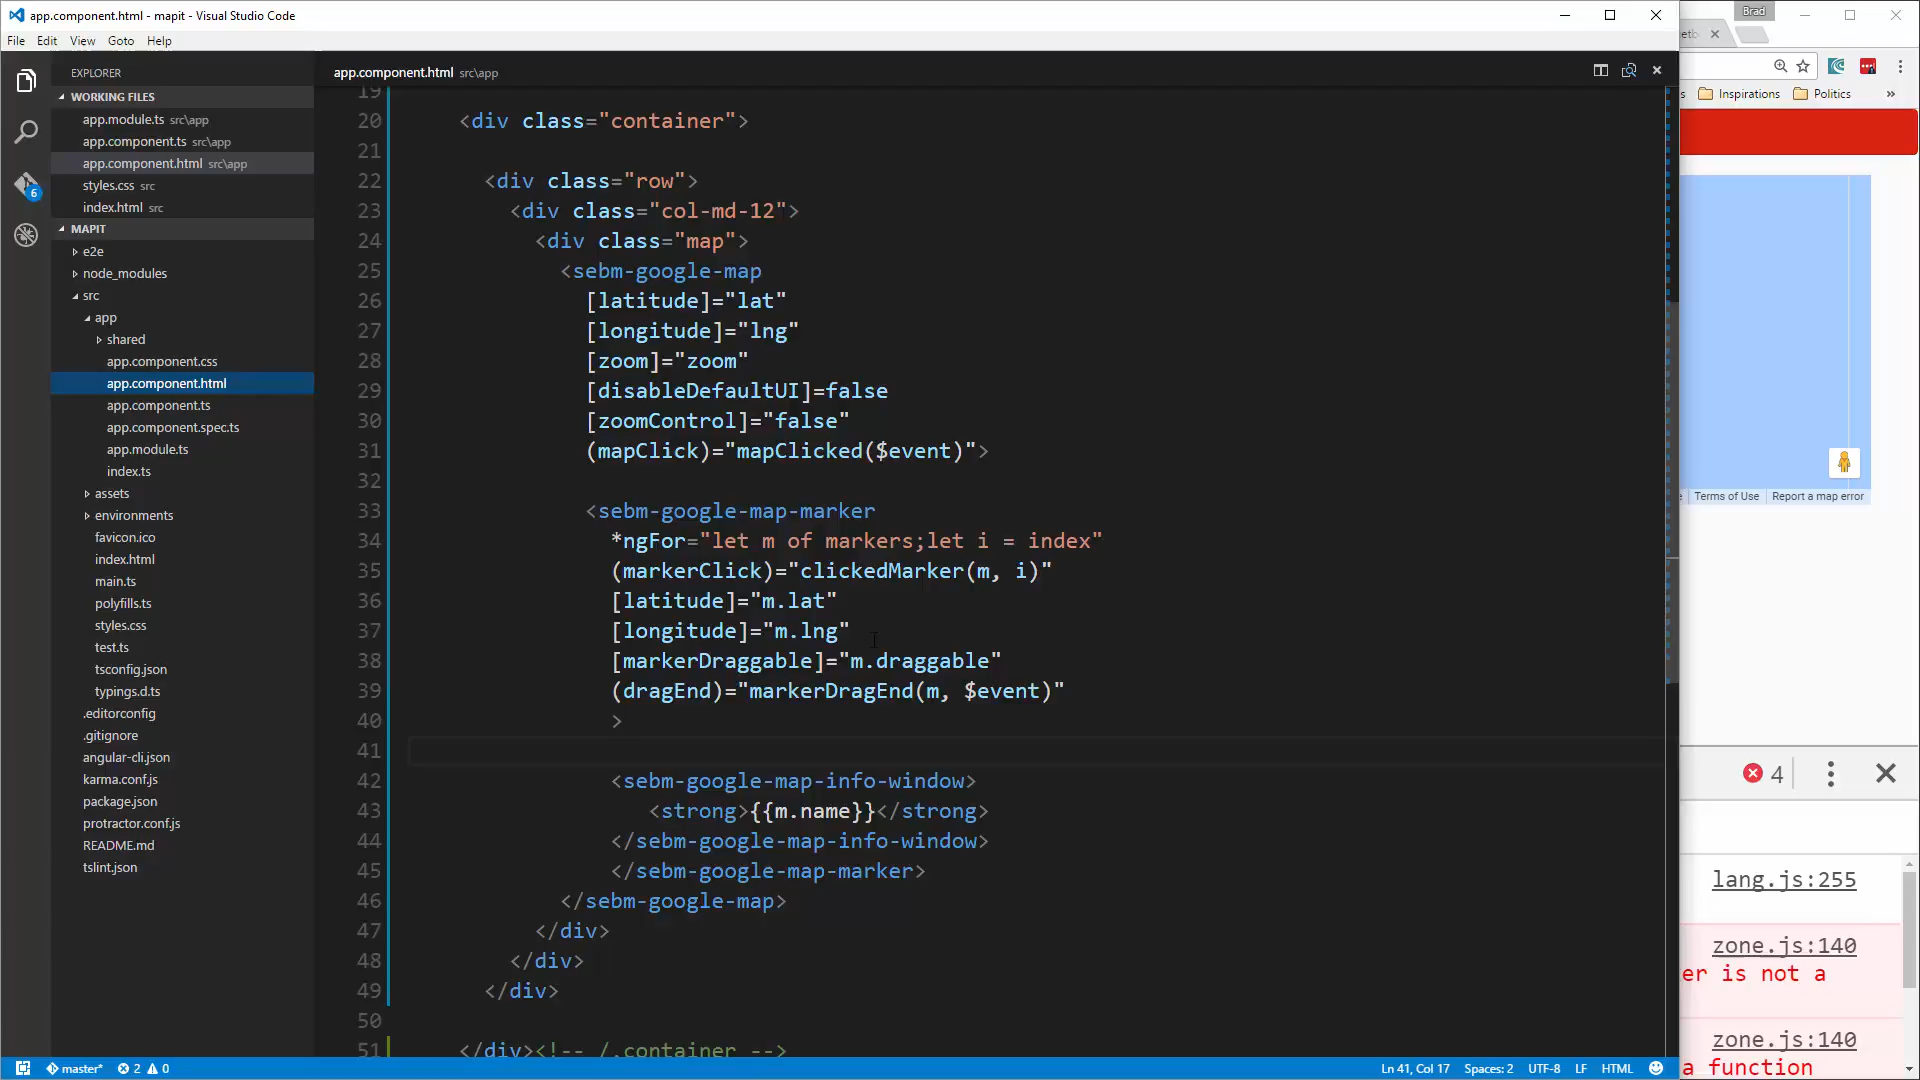 app.component.html - mapit - Visual Studio Code
Brad
File Edit View Goto Help
EXPLORER
WORKING FILES
app.module.ts src\app
app.component.ts src\app
app.component.html src\app
styles.css src
index.html src
MAPIT
e2e
node_modules
src
app
shared
app.component.css
app.component.html
app.component.ts
app.component.spec.ts
app.module.ts
index.ts
assets
environments
favicon.ico
index.html
main.ts
polyfills.ts
styles.css
test.ts
tsconfig.json
typings.d.ts
.editorconfig
.gitignore
angular-cli.json
karma.conf.js
package.json
protractor.conf.js
README.md
tslint.json
6
app.component.html src\app
19
20 <div class="container">
21
22 <div class="row">
23 <div class="col-md-12">
24 <div class="map">
25 <sebm-google-map
26 [latitude]="lat"
27 [longitude]="lng"
28 [zoom]="zoom"
29 [disableDefaultUI]=false
30 [zoomControl]="false"
31 (mapClick)="mapClicked($event)">
32
33 <sebm-google-map-marker
34 *ngFor="let m of markers;let i = index"
35 (markerClick)="clickedMarker(m, i)"
36 [latitude]="m.lat"
37 [longitude]="m.lng"
38 [markerDraggable]="m.draggable"
39 (dragEnd)="markerDragEnd(m, $event)"
40 >
41
42 <sebm-google-map-info-window>
43 <strong>{{m.name}}</strong>
44 </sebm-google-map-info-window>
45 </sebm-google-map-marker>
46 </sebm-google-map>
47 </div>
48 </div>
49 </div>
50
51 </div><!-- /.container -->
master* 2 0
Ln 41, Col 17 Spaces: 2 UTF-8 LF HTML
Inspirations Politics »
Terms of Use Report a map error
4
lang.js:255
zone.js:140
er is not a
zone.js:140
a function